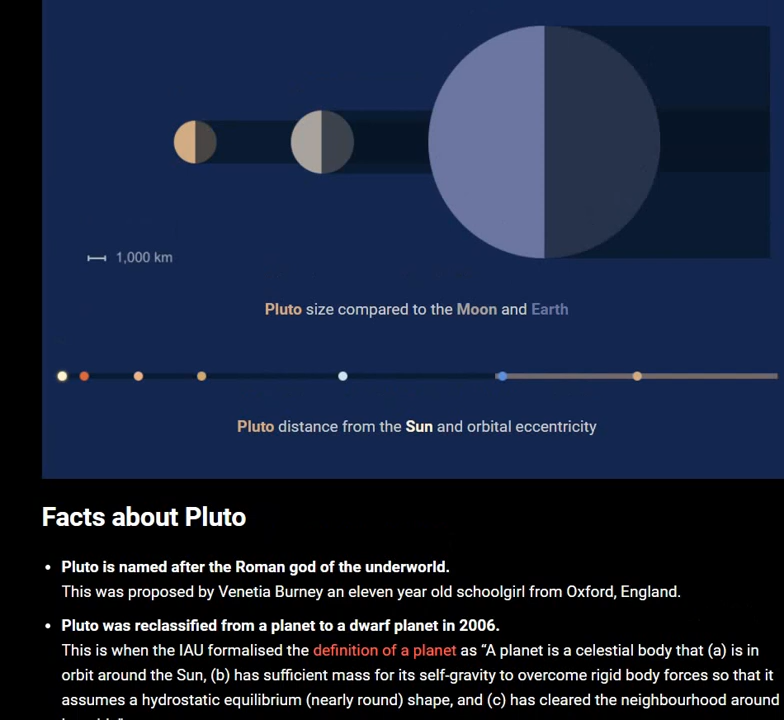 1,000 km
Pluto size compared to the Moon and Earth
Pluto distance from the Sun and orbital eccentricity
Facts about Pluto
• Pluto is named after the Roman god of the underworld.
This was proposed by Venetia Burney an eleven year old schoolgirl from Oxford, England.
• Pluto was reclassified from a planet to a dwarf planet in 2006.
This is when the IAU formalised the definition of a planet as “A planet is a celestial body that (a) is in
orbit around the Sun, (b) has sufficient mass for its self-gravity to overcome rigid body forces so that it
assumes a hydrostatic equilibrium (nearly round) shape, and (c) has cleared the neighbourhood around